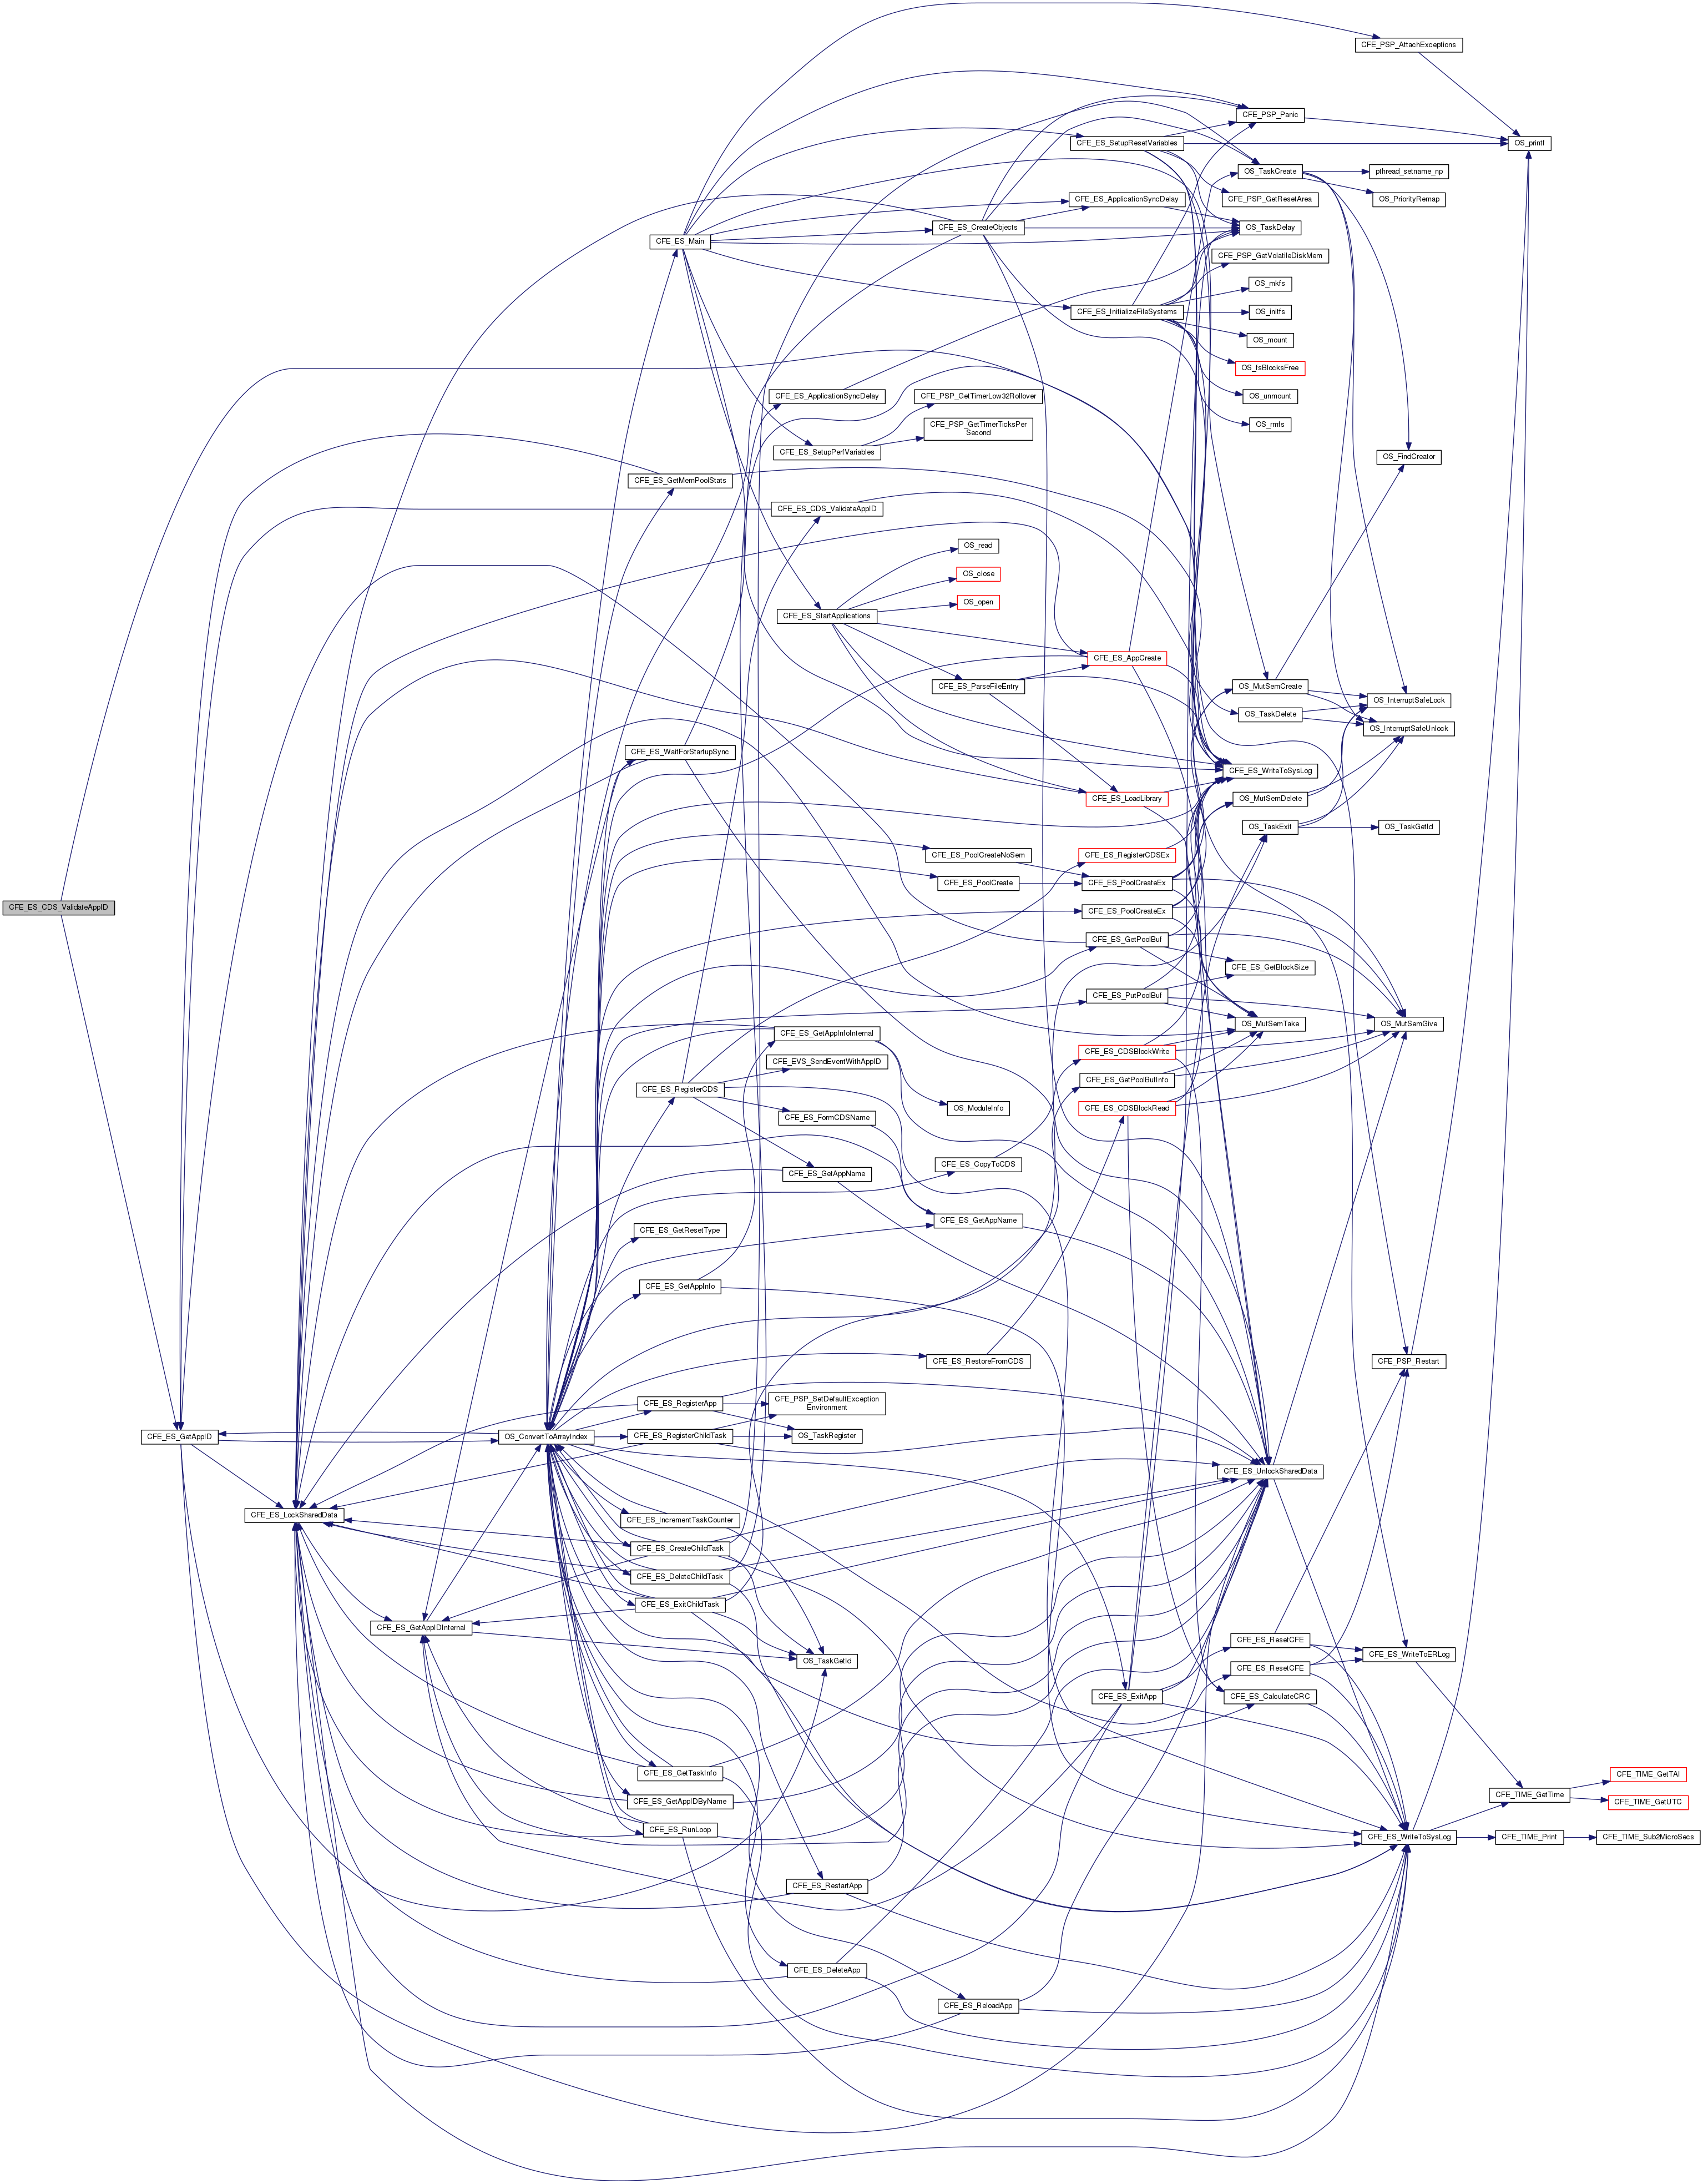 CFE_PSP_AttachExceptions
CFE_PSP_Panic
CFE_ES_SetupResetVariables
OS_printf
OS_TaskCreate
pthread_setname_np
CFE_ES_ApplicationSyncDelay
CFE_PSP_GetResetArea
OS_PriorityRemap
CFE_ES_CreateObjects
OS_TaskDelay
CFE_ES_Main
CFE_PSP_GetVolatileDiskMem
OS_mkfs
CFE_ES_InitializeFileSystems
OS_initfs
OS_mount
OS_fsBlocksFree
CFE_ES_ApplicationSyncDelay
CFE_PSP_GetTimerLow32Rollover
OS_unmount
CFE_PSP_GetTimerTicksPer
Second
OS_rmfs
CFE_ES_SetupPerfVariables
OS_FindCreator
CFE_ES_GetMemPoolStats
CFE_ES_CDS_ValidateAppID
OS_read
OS_close
OS_open
CFE_ES_StartApplications
CFE_ES_AppCreate
CFE_ES_ParseFileEntry
OS_MutSemCreate
OS_InterruptSafeLock
OS_TaskDelete
OS_InterruptSafeUnlock
CFE_ES_WaitForStartupSync
CFE_ES_WriteToSysLog
CFE_ES_LoadLibrary
OS_MutSemDelete
OS_TaskExit
OS_TaskGetId
CFE_ES_PoolCreateNoSem
CFE_ES_RegisterCDSEx
CFE_ES_PoolCreate
CFE_ES_PoolCreateEx
CFE_ES_CDS_ValidateAppID
CFE_ES_PoolCreateEx
CFE_ES_GetPoolBuf
CFE_ES_GetBlockSize
CFE_ES_PutPoolBuf
CFE_ES_GetAppInfoInternal
OS_MutSemTake
OS_MutSemGive
CFE_EVS_SendEventWithAppID
CFE_ES_CDSBlockWrite
CFE_ES_RegisterCDS
CFE_ES_GetPoolBufInfo
CFE_ES_FormCDSName
OS_ModuleInfo
CFE_ES_CDSBlockRead
CFE_ES_CopyToCDS
CFE_ES_GetAppName
CFE_ES_GetResetType
CFE_ES_GetAppName
CFE_ES_GetAppInfo
CFE_ES_RestoreFromCDS
CFE_PSP_Restart
CFE_ES_RegisterApp
CFE_PSP_SetDefaultException
Environment
CFE_ES_GetAppID
OS_ConvertToArrayIndex
CFE_ES_RegisterChildTask
OS_TaskRegister
CFE_ES_UnlockSharedData
CFE_ES_LockSharedData
CFE_ES_IncrementTaskCounter
CFE_ES_CreateChildTask
CFE_ES_DeleteChildTask
CFE_ES_ExitChildTask
CFE_ES_GetAppIDInternal
CFE_ES_ResetCFE
CFE_ES_WriteToERLog
OS_TaskGetId
CFE_ES_ResetCFE
CFE_ES_ExitApp
CFE_ES_CalculateCRC
CFE_ES_GetTaskInfo
CFE_TIME_GetTAI
CFE_TIME_GetTime
CFE_ES_GetAppIDByName
CFE_TIME_GetUTC
CFE_ES_RunLoop
CFE_ES_WriteToSysLog
CFE_TIME_Print
CFE_TIME_Sub2MicroSecs
CFE_ES_RestartApp
CFE_ES_DeleteApp
CFE_ES_ReloadApp